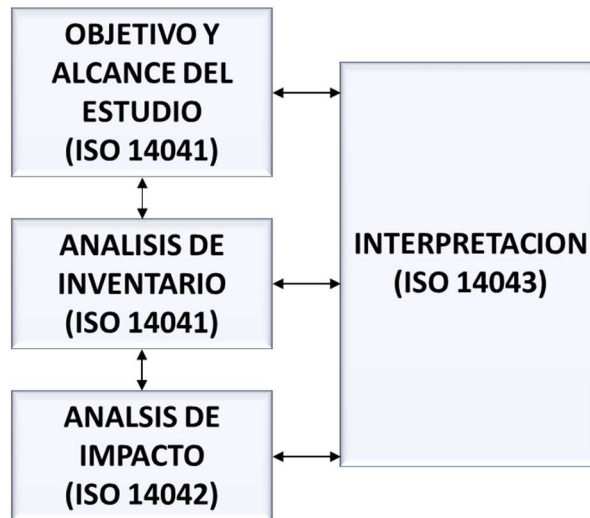 OBJETIVO Y
ALCANCE DEL
ESTUDIO
(ISO 14041)
ANALISIS DE
INVENTARIO
(ISO 14041)
ANALSIS DE
IMPACTO
(ISO 14042)
INTERPRETACION
(ISO 14043)